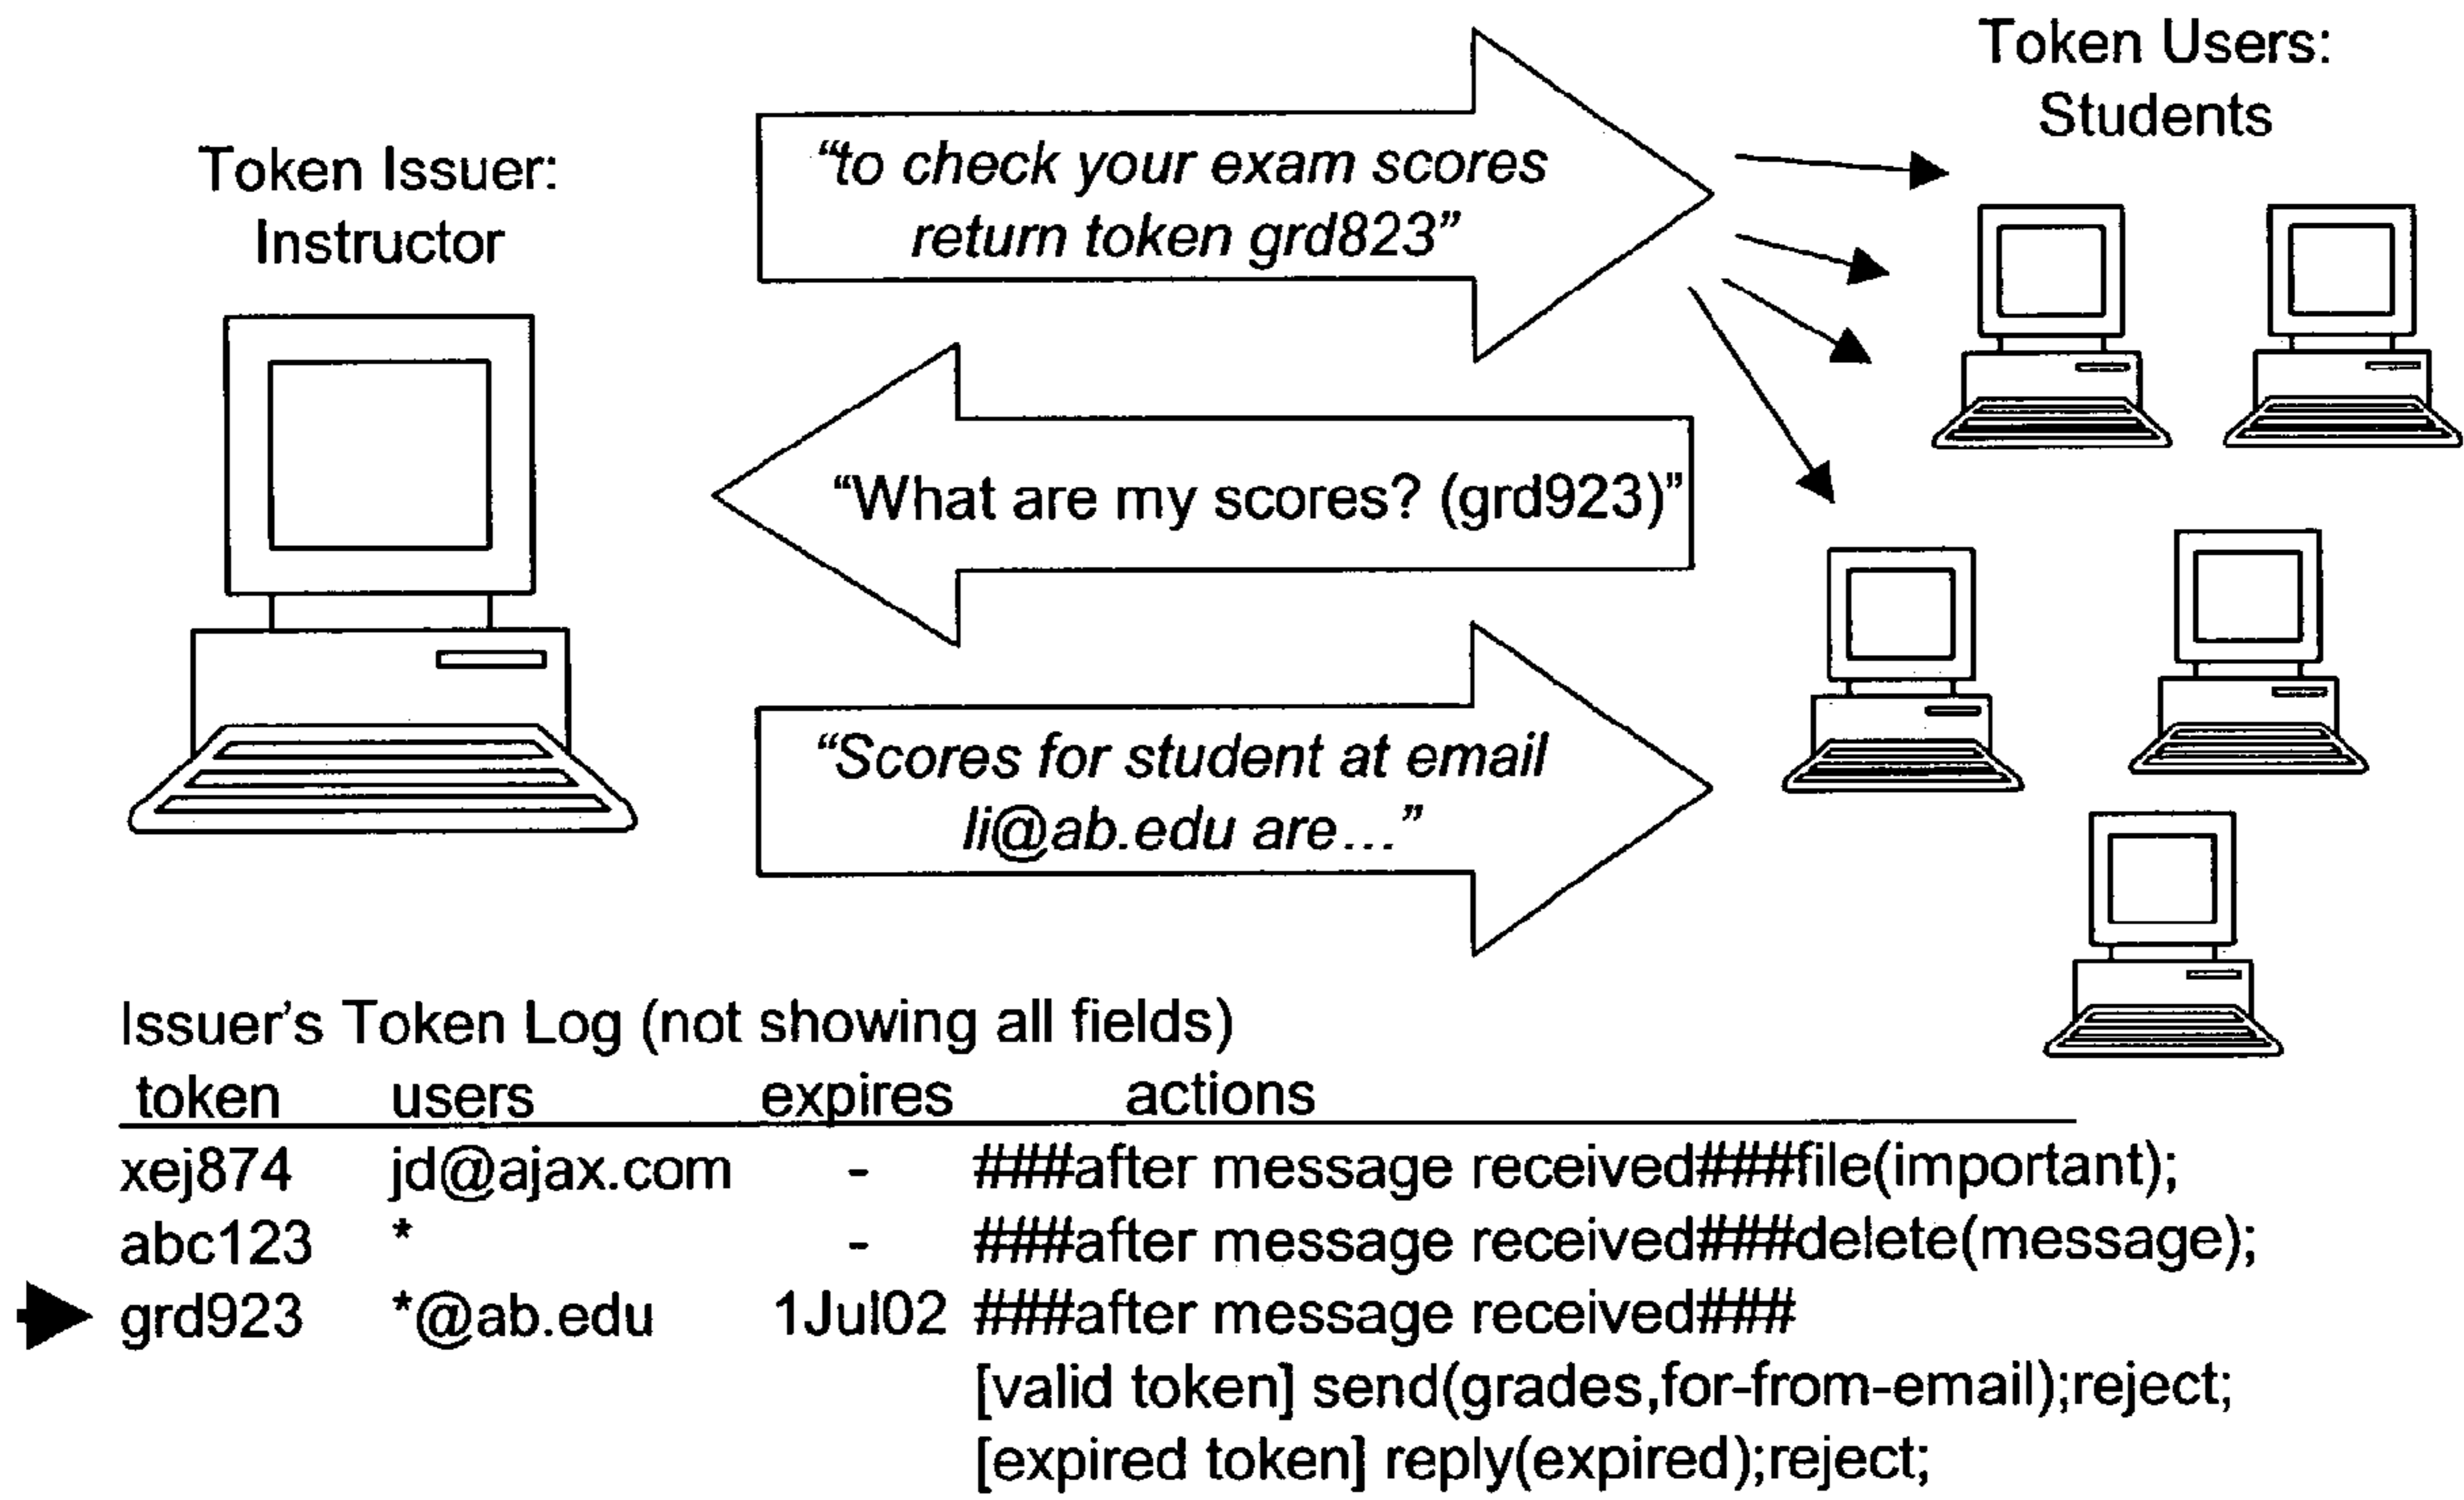 Token Users:
Students
Token Issuer:
Instructor
“to check your exam scores
return token grd823”
“What are my scores? (grd923)”
“Scores for student at email
li@ab.edu are...”
Issuer's Token Log (not showing all fields)
token users expires actions
xej874 jd@ajax.com - ###after message received###file(important);
abc123 * - ###after message received###delete(message);
grd923 *@ab.edu 1Jul02 ###after message received###
[valid token] send(grades,for-from-email);reject;
[expired token] reply(expired);reject;